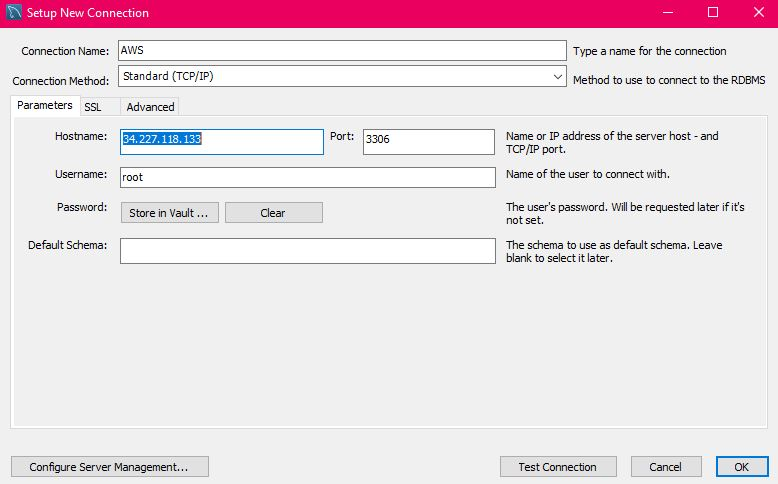 Setup New Connection
Connection Name: AWS Type a name for the connection
Connection Method: Standard (TCP/IP) Method to use to connect to the RDBMS
Parameters SSL Advanced
Hostname: 34.227.118.133 Port: 3306 Name or IP address of the server host - and
TCP/IP port.
Username: root Name of the user to connect with.
Password: Store in Vault ... Clear The user's password. Will be requested later if it's
not set.
Default Schema: The schema to use as default schema. Leave
blank to select it later.
Configure Server Management... Test Connection Cancel OK